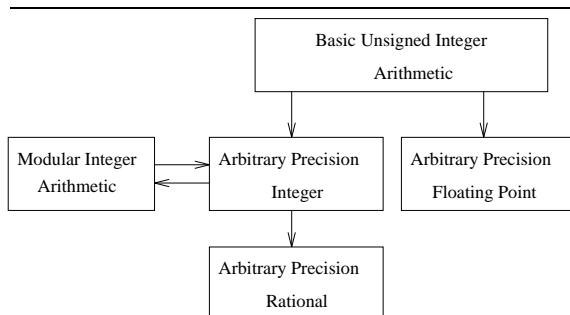 Basic Unsigned Integer
Arithmetic
Modular Integer
Arithmetic
Arbitrary Precision
Integer
Arbitrary Precision
Floating Point
Arbitrary Precision
Rational